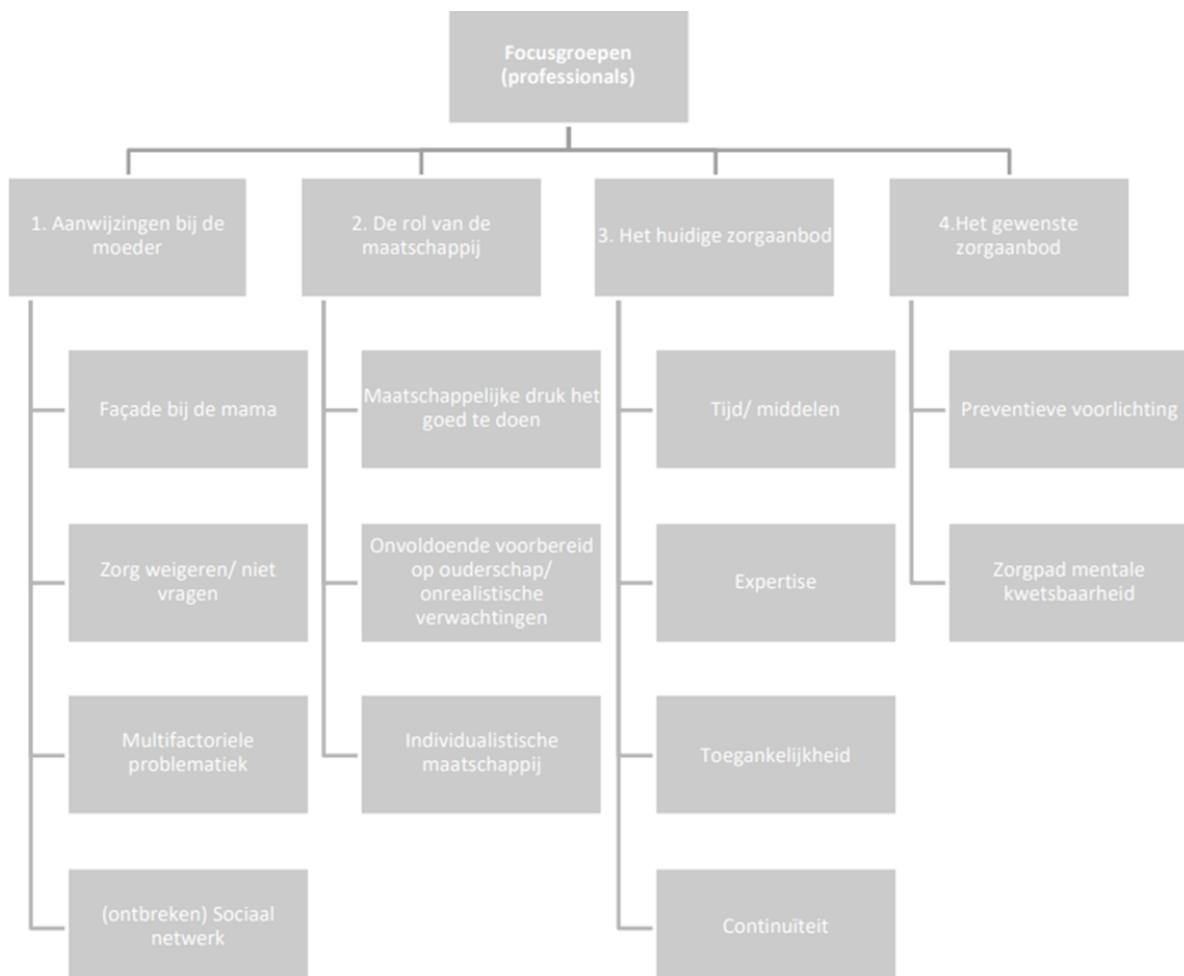 Focusgroepen
(professionals)
1. Aanwijzingen bij de
moeder
2. De rol van de
maatschappij
3. Het huidige zorgaanbod
4.Het gewenste
zorgaanbod
Façade bij de mama
Zorg weigeren/ niet
vragen
Multifactoriele
problematiek
(ontbreken) Sociaal
netwerk
Maatschappelijke druk het
goed te doen
Onvoldoende voorbereid
op ouderschap/
onrealistische
verwachtingen
Individualistische
maatschappij
Tijd/ middelen
Expertise
Toegankelijkheid
Continuïteit
Preventieve voorlichting
Zorgpad mentale
kwetsbaarheid